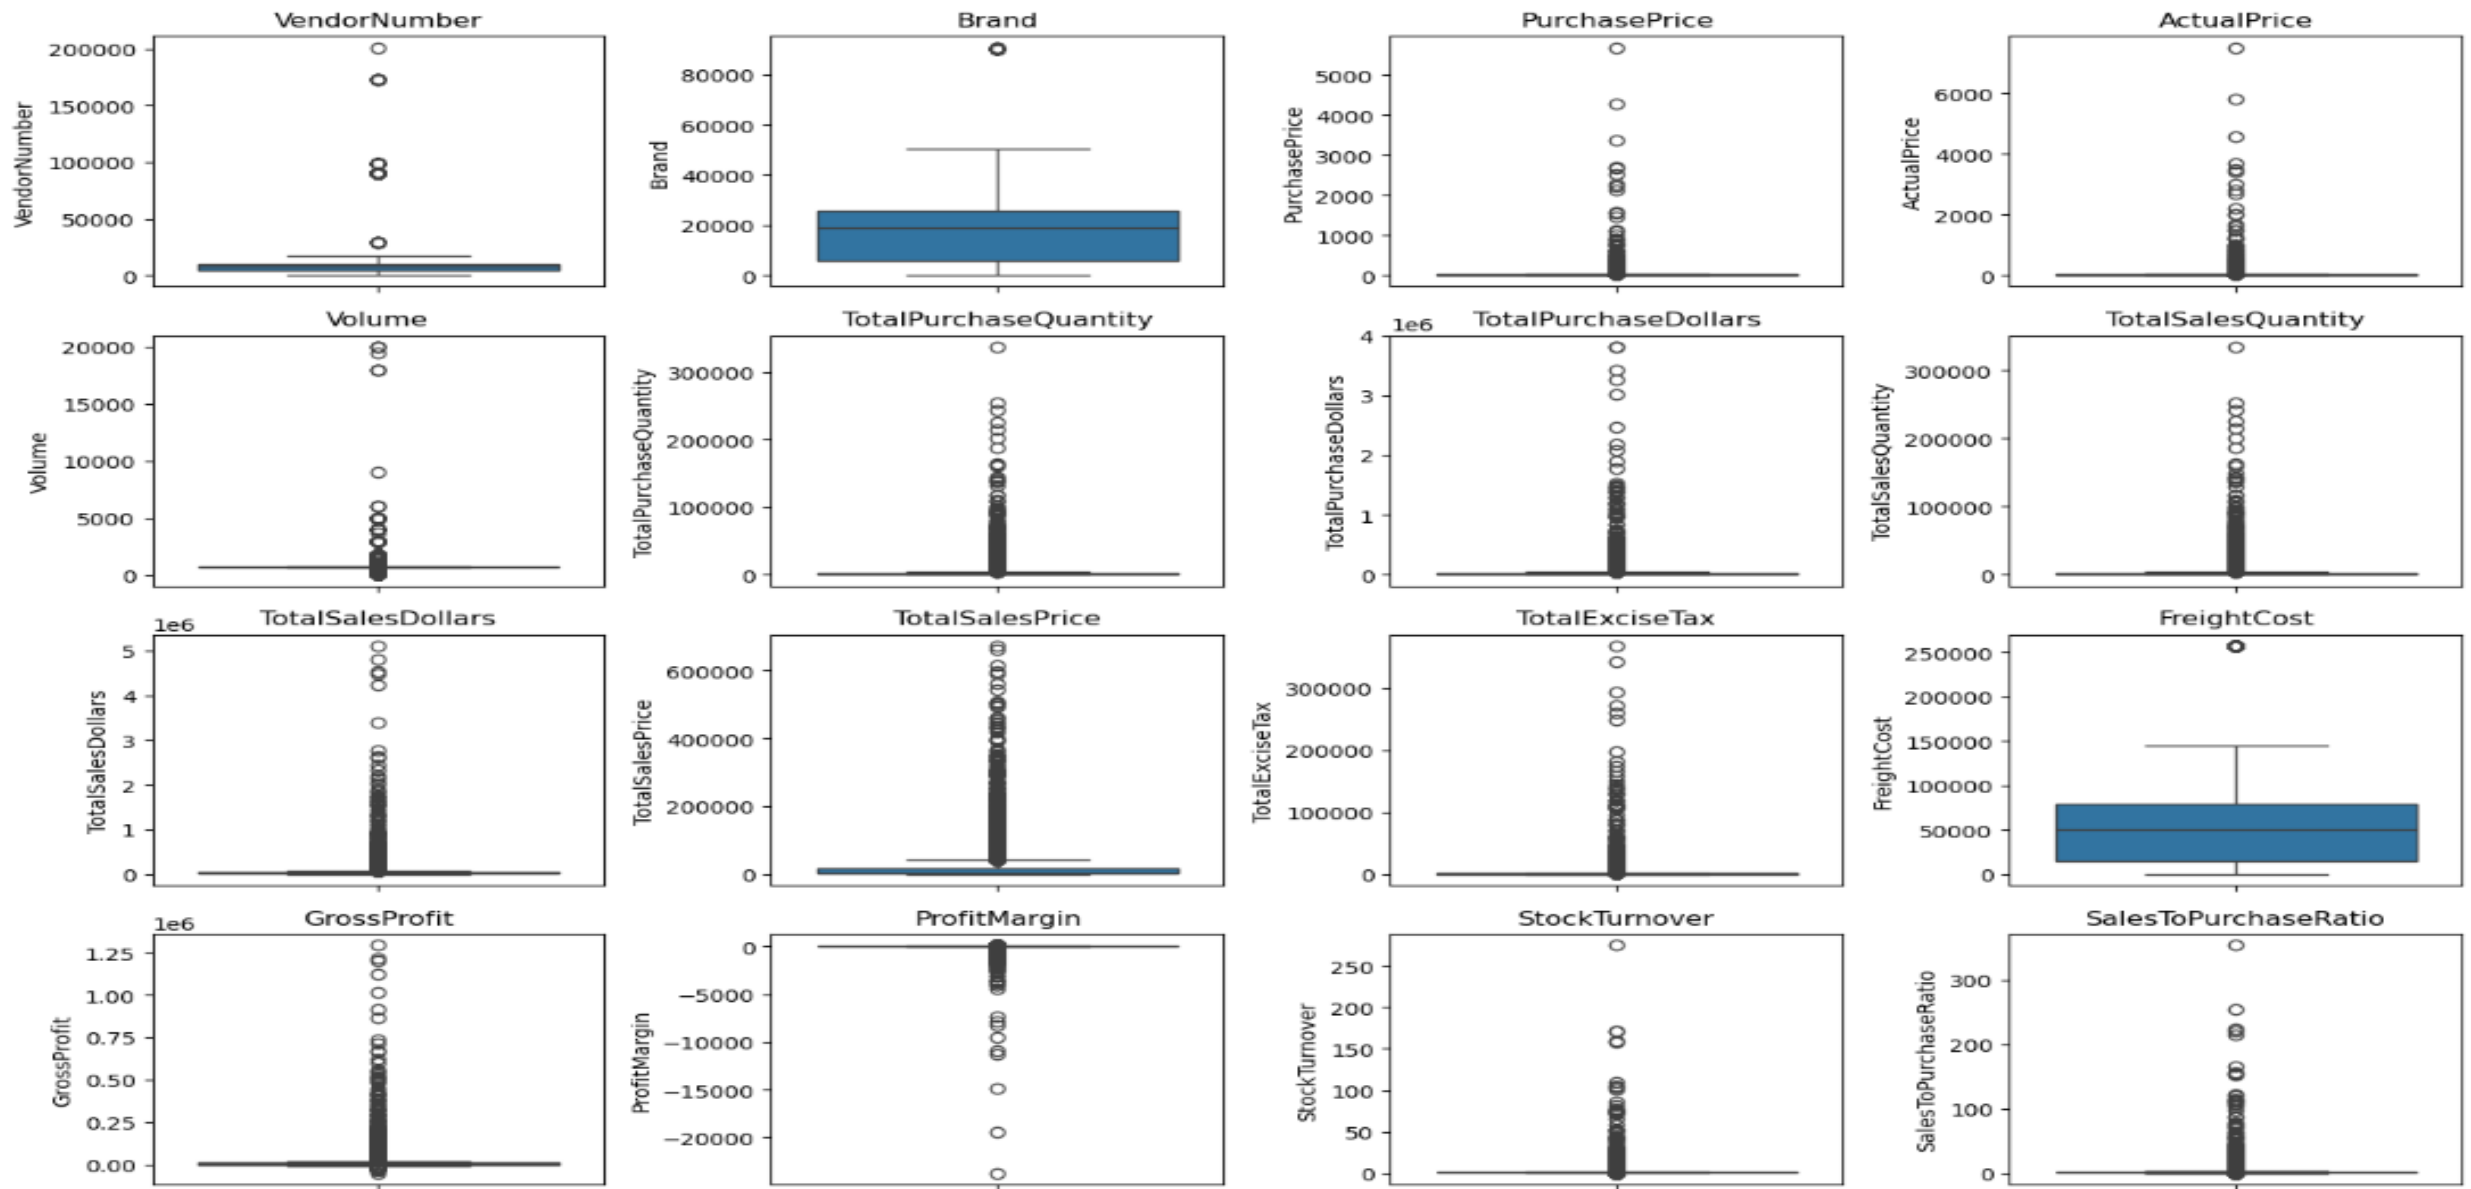 VendorNumber
VendorNumber
200000
150000
100000
50000
0
Brand
Brand
80000
60000
40000
20000
0
PurchasePrice
PurchasePrice
5000
4000
3000
2000
1000
0
ActualPrice
ActualPrice
6000
4000
2000
0
Volume
Volume
20000
15000
10000
5000
0
TotalPurchaseQuantity
TotalPurchaseQuantity
300000
200000
100000
0
TotalPurchaseDollars
1e6
TotalPurchaseDollars
4
3
2
1
0
TotalSalesQuantity
TotalSalesQuantity
300000
200000
100000
0
TotalSalesDollars
1e6
TotalSalesDollars
5
4
3
2
1
0
TotalSalesPrice
TotalSalesPrice
600000
400000
200000
0
TotalExciseTax
TotalExciseTax
300000
200000
100000
0
FreightCost
FreightCost
250000
200000
150000
100000
50000
0
GrossProfit
1e6
GrossProfit
1.25
1.00
0.75
0.50
0.25
0.00
ProfitMargin
ProfitMargin
0
−5000
−10000
−15000
−20000
StockTurnover
StockTurnover
250
200
150
100
50
0
SalesToPurchaseRatio
SalesToPurchaseRatio
300
200
100
0